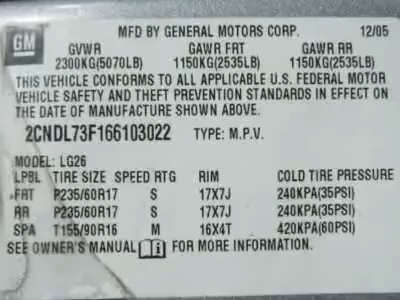 GM MFD BY GENERAL MOTORS CORP. 12/05
GVWR GAWR FRT GAWR RR
2300KG(5070LB) 1150KG(2535LB) 1150KG(2535LB)
THIS VEHICLE CONFORMS TO ALL APPLICABLE U.S. FEDERAL MOTOR
VEHICLE SAFETY AND THEFT PREVENTION STANDARDS IN EFFECT ON
THE DATE OF MANUFACTURE SHOWN ABOVE.
2CNDL73F166103022 TYPE: M.P.V.
MODEL: LG26
LPBL TIRE SIZE SPEED RTG RIM COLD TIRE PRESSURE
FRT P235/60R17 S 17X7J 240KPA(35PSI)
RR P235/60R17 S 17X7J 240KPA(35PSI)
SPA T155/90R16 M 16X4T 420KPA(60PSI)
SEE OWNER'S MANUAL i FOR MORE INFORMATION.